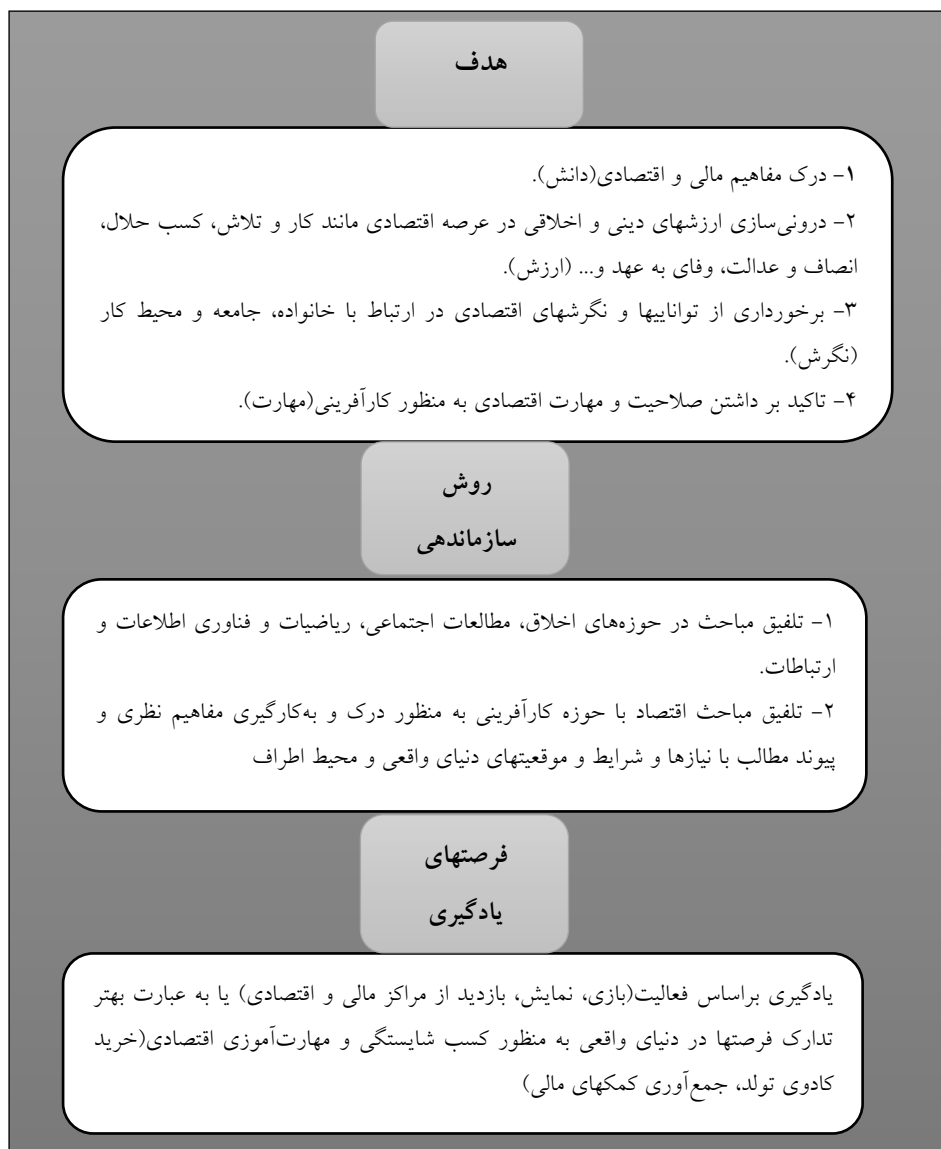 هدف
۱- درک مفاهیم مالی و اقتصادی(دانش).
۲- درونی‌سازی ارزشهای دینی و اخلاقی در عرصه اقتصادی مانند کار و تلاش، کسب حلال،
انصاف و عدالت، وفای به عهد و... (ارزش).
۳- برخورداری از تواناییها و نگرشهای اقتصادی در ارتباط با خانواده، جامعه و محیط کار
(نگرش).
۴- تاکید بر داشتن صلاحیت و مهارت اقتصادی به منظور کارآفرینی(مهارت).
روش
سازماندهی
۱- تلفیق مباحث در حوزه‌های اخلاق، مطالعات اجتماعی، ریاضیات و فناوری اطلاعات و
ارتباطات.
۲- تلفیق مباحث اقتصاد با حوزه کارآفرینی به منظور درک و به‌کارگیری مفاهیم نظری و
پیوند مطالب با نیازها و شرایط و موقعیتهای دنیای واقعی و محیط اطراف
فرصتهای
یادگیری
یادگیری براساس فعالیت(بازی، نمایش، بازدید از مراکز مالی و اقتصادی) یا به عبارت بهتر
تدارک فرصتها در دنیای واقعی به منظور کسب شایستگی و مهارت‌آموزی اقتصادی(خرید
کادوی تولد، جمع‌آوری کمکهای مالی)